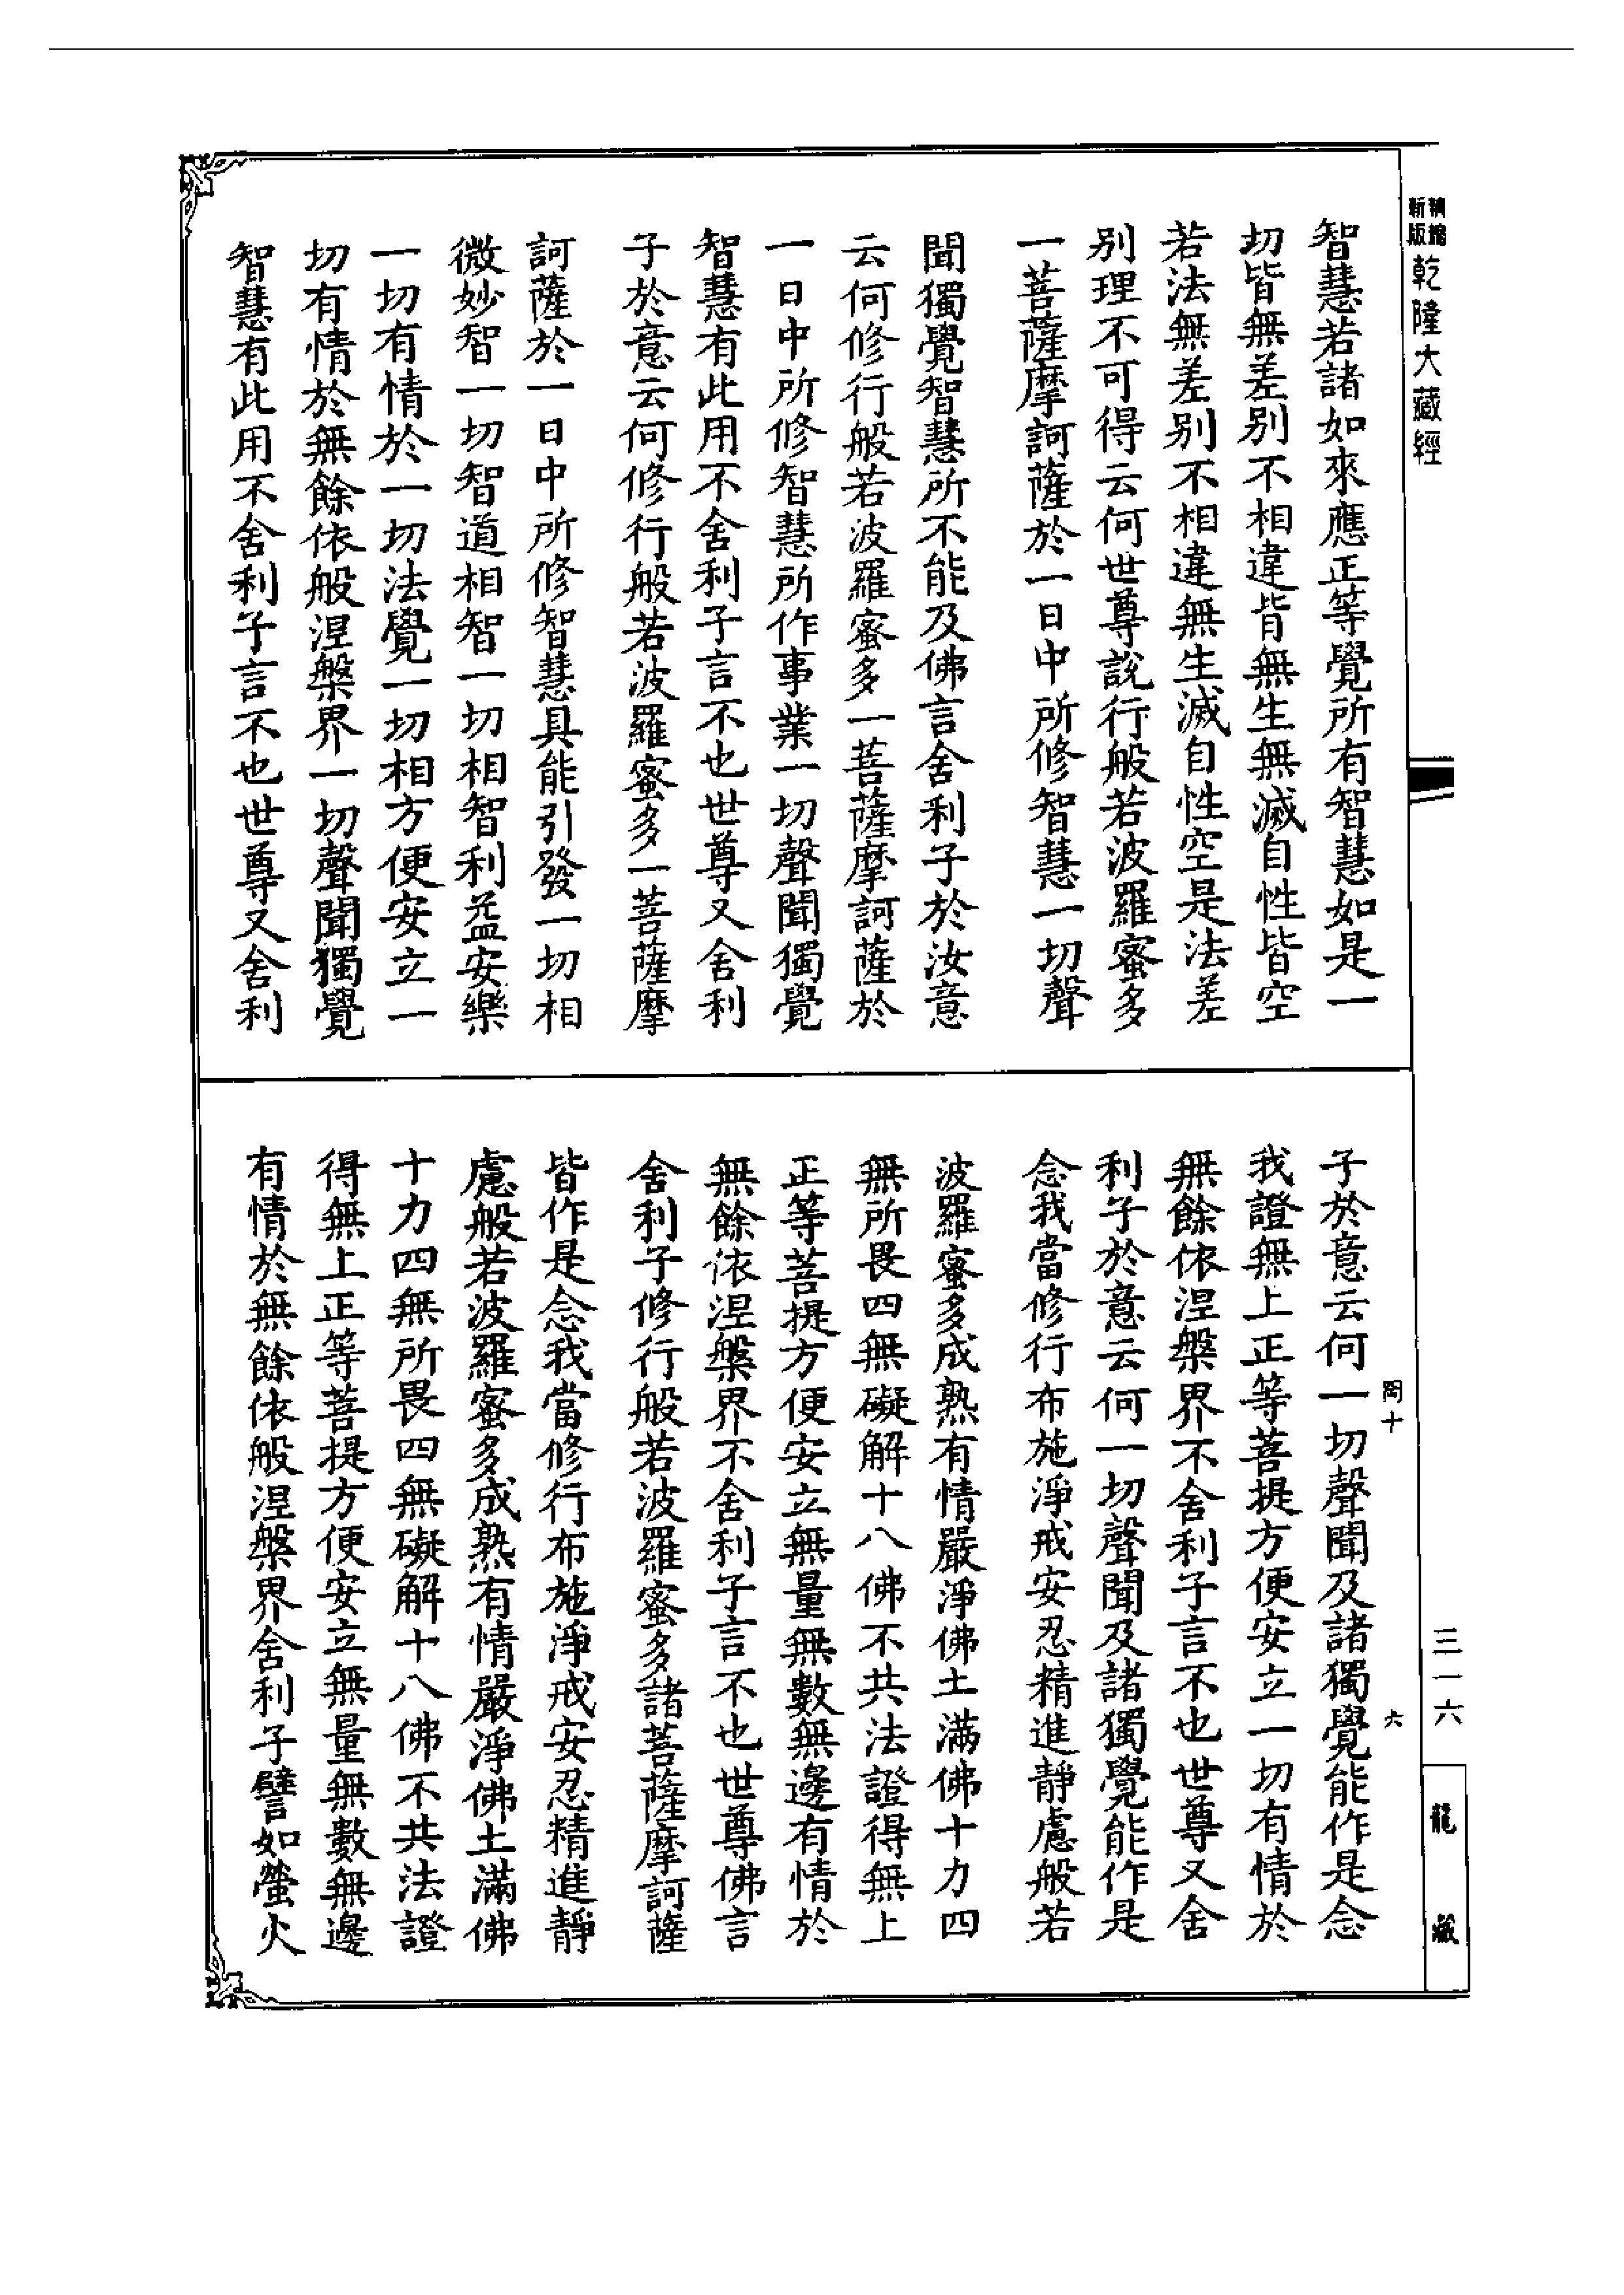 精縮新版
乾隆大藏經
智慧若諸如來應正等覺所有智慧如是一
切皆無差別不相違背無生無滅自性皆空
若法無差別不相違無生滅自性空是法差
別理不可得云何世尊說行般若波羅蜜多
一菩薩摩訶薩於一日中所修智慧一切聲
聞獨覺智慧所不能及佛言舍利子於汝意
云何修行般若波羅蜜多一菩薩摩訶薩於
一日中所修智慧所作事業一切聲聞獨覺
智慧有此用不舍利子言不也世尊又舍利
子於意云何修行般若波羅蜜多一菩薩摩
訶薩於一日中所修智慧具能引發一切相
微妙智一切智道相智一切相智利益安樂
一切有情於一切法覺一切相方便安立一
切有情於無餘依般涅槃界一切聲聞獨覺
智慧有此用不舍利子言不也世尊又舍利
子於意云何一切聲聞及諸獨覺能作是念
我證無上正等菩提方便安立一切有情於
無餘依涅槃界不舍利子言不也世尊又舍
利子於意云何一切聲聞及諸獨覺能作是
念我當修行布施淨戒安忍精進靜慮般若
波羅蜜多成熟有情嚴淨佛土滿佛十力四
無所畏四無礙解十八佛不共法證得無上
正等菩提方便安立無量無數無邊有情於
無餘依涅槃界不舍利子言不也世尊佛言
舍利子修行般若波羅蜜多諸菩薩摩訶薩
皆作是念我當修行布施淨戒安忍精進靜
慮般若波羅蜜多成熟有情嚴淨佛土滿佛
十力四無所畏四無礙解十八佛不共法證
得無上正等菩提方便安立無量無數無邊
有情於無餘依般涅槃界舍利子譬如螢火
十
六
三一六
龍藏